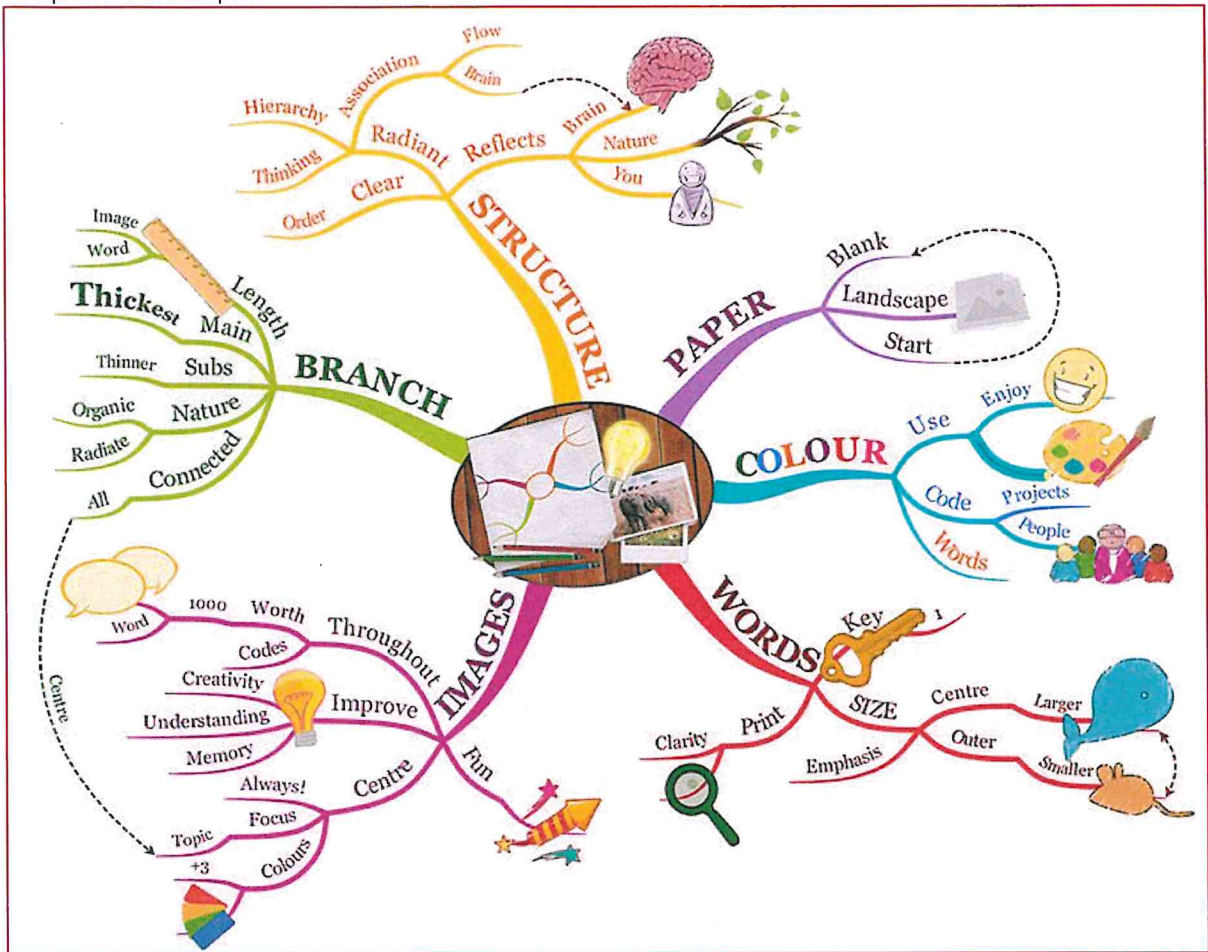 STRUCTURE
Radiant
Association
Flow
Brain
Hierarchy
Thinking
Clear
Order
Reflects
Brain
Nature
You
PAPER
Blank
Landscape
Start
COLOUR
Use
Enjoy
Code
Projects
People
Words
WORDS
Key
1
SIZE
Centre
Larger
Outer
Smaller
Emphasis
Print
Clarity
IMAGES
Throughout
Worth
1000
Word
Codes
Improve
Creativity
Understanding
Memory
Centre
Always!
Focus
Topic
Colours
+3
Fun
BRANCH
Length
Image
Word
Main
Thickest
Subs
Thinner
Nature
Organic
Radiate
Connected
All
Centre